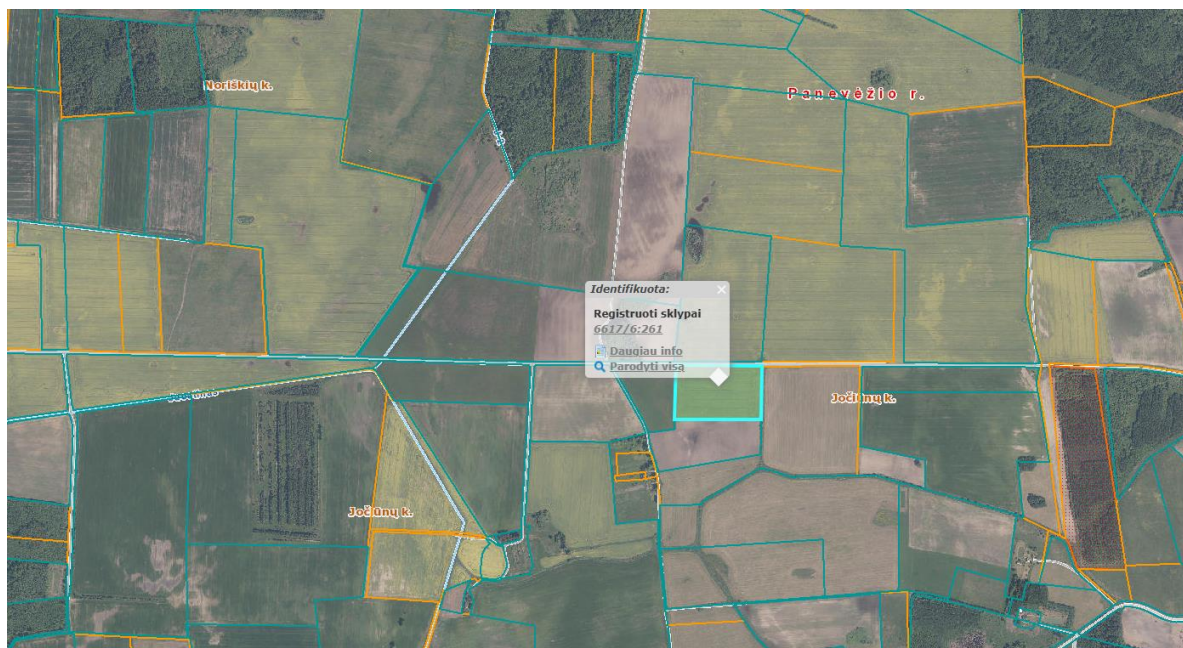 Noriškių k.
Panevėžio r.
Identifikuota:
Registruoti sklypai
6617/6:261
Daugiau info
Parodyti visą
Jočiūnų k.
Jočiūnų k.